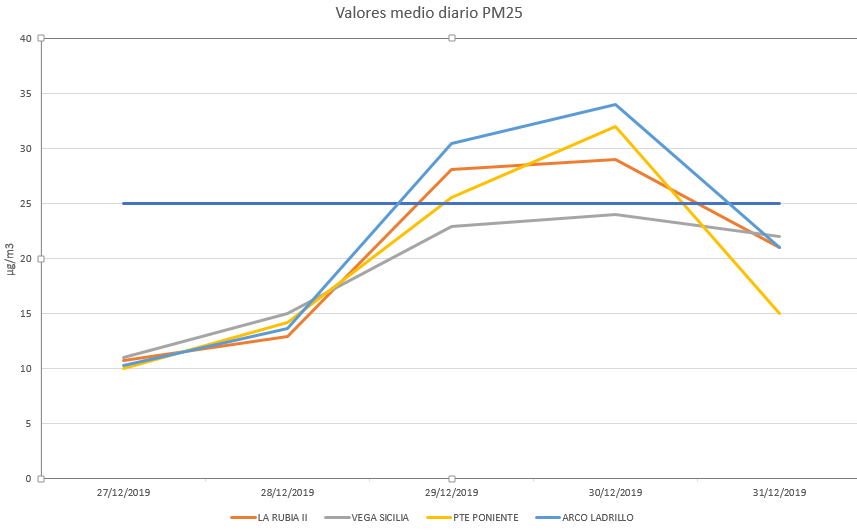 Valores medio diario PM25
40
35
30
25
20
15
10
5
0
µg/m3
27/12/2019 28/12/2019 29/12/2019 30/12/2019 31/12/2019
LA RUBIA II VEGA SICILIA PTE PONIENTE ARCO LADRILLO